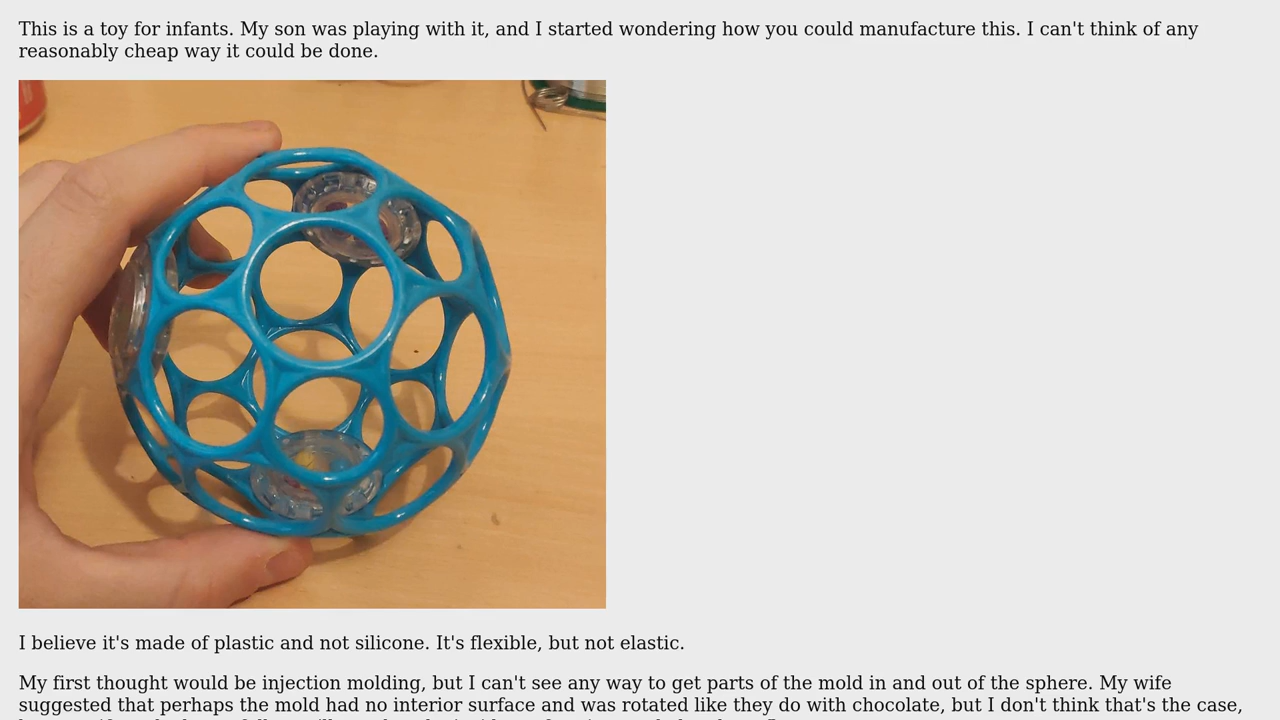 This is a toy for infants. My son was playing with it, and I started wondering how you could manufacture this. I can't think of any
reasonably cheap way it could be done.
I believe it's made of plastic and not silicone. It's flexible, but not elastic.
My first thought would be injection molding, but I can't see any way to get parts of the mold in and out of the sphere. My wife
suggested that perhaps the mold had no interior surface and was rotated like they do with chocolate, but I don't think that's the case,